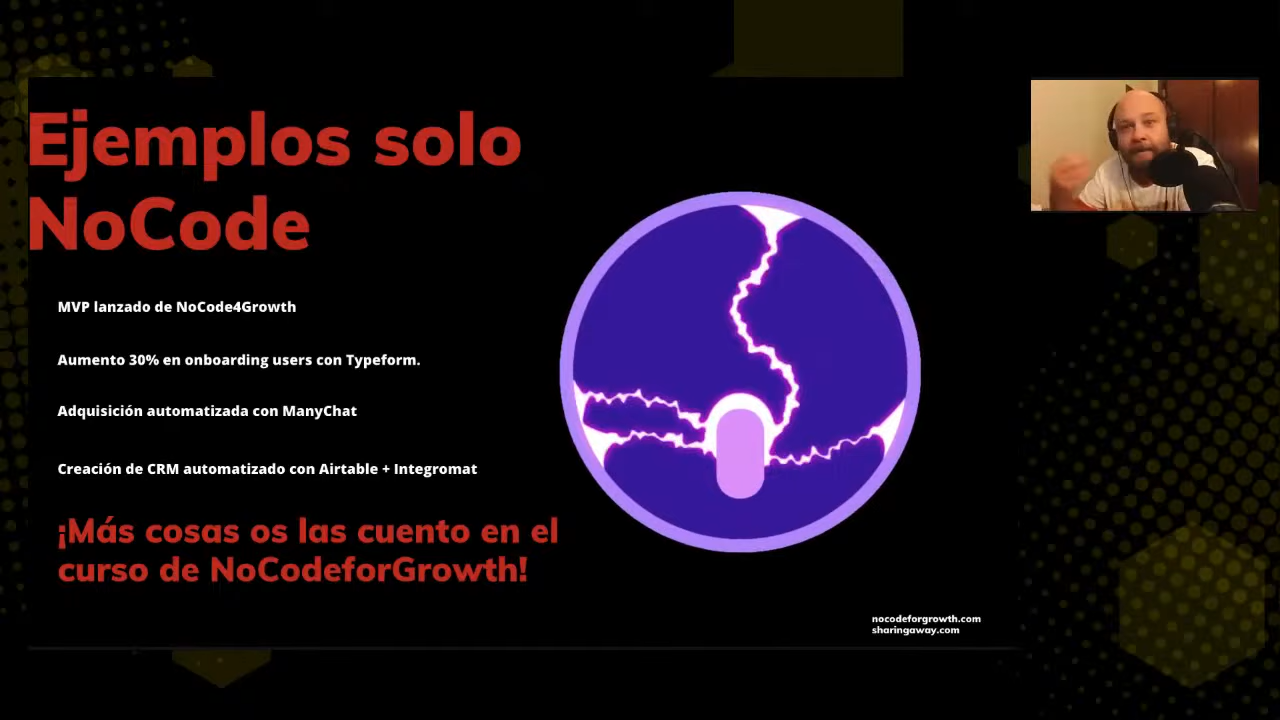 Ejemplos solo
NoCode
MVP lanzado de NoCode4Growth
Aumento 30% en onboarding users con Typeform.
Adquisición automatizada con ManyChat
Creación de CRM automatizado con Airtable + Integromat
¡Más cosas os las cuento en el
curso de NoCodeforGrowth!
nocodeforgrowth.com
sharingaway.com